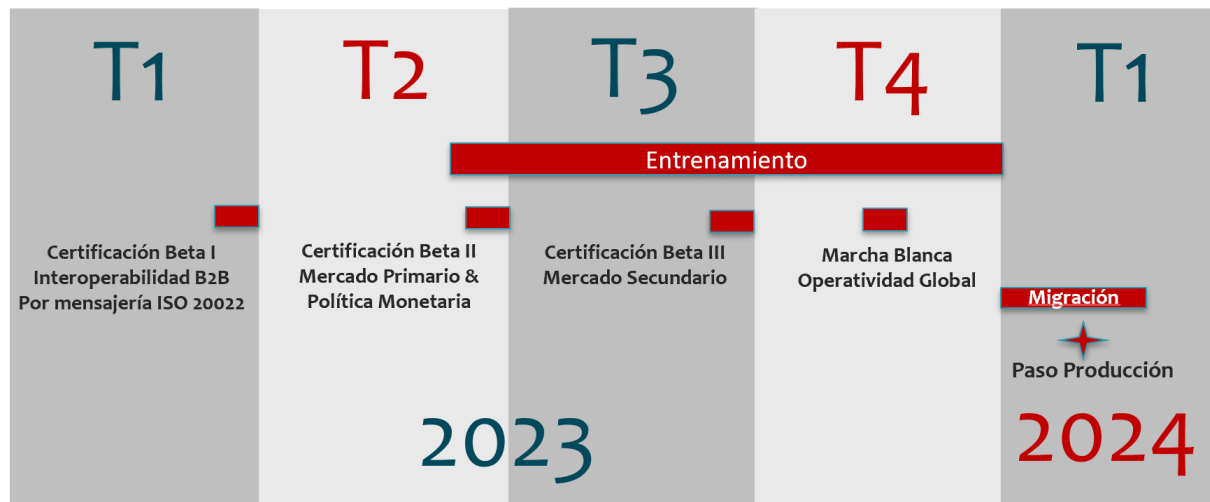 T1
T2
T3
T4
T1
Entrenamiento
Certificación Beta I
Interoperabilidad B2B
Por mensajería ISO 20022
Certificación Beta II
Mercado Primario &
Política Monetaria
Certificación Beta III
Mercado Secundario
Marcha Blanca
Operatividad Global
Migración
Paso Producción
2023
2024